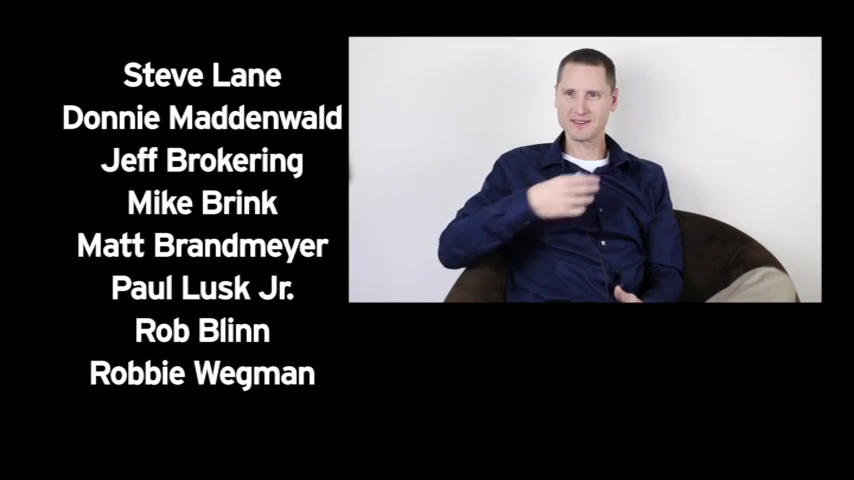 Steve Lane
Donnie Maddenwald
Jeff Brokering
Mike Brink
Matt Brandmeyer
Paul Lusk Jr.
Rob Blinn
Robbie Wegman